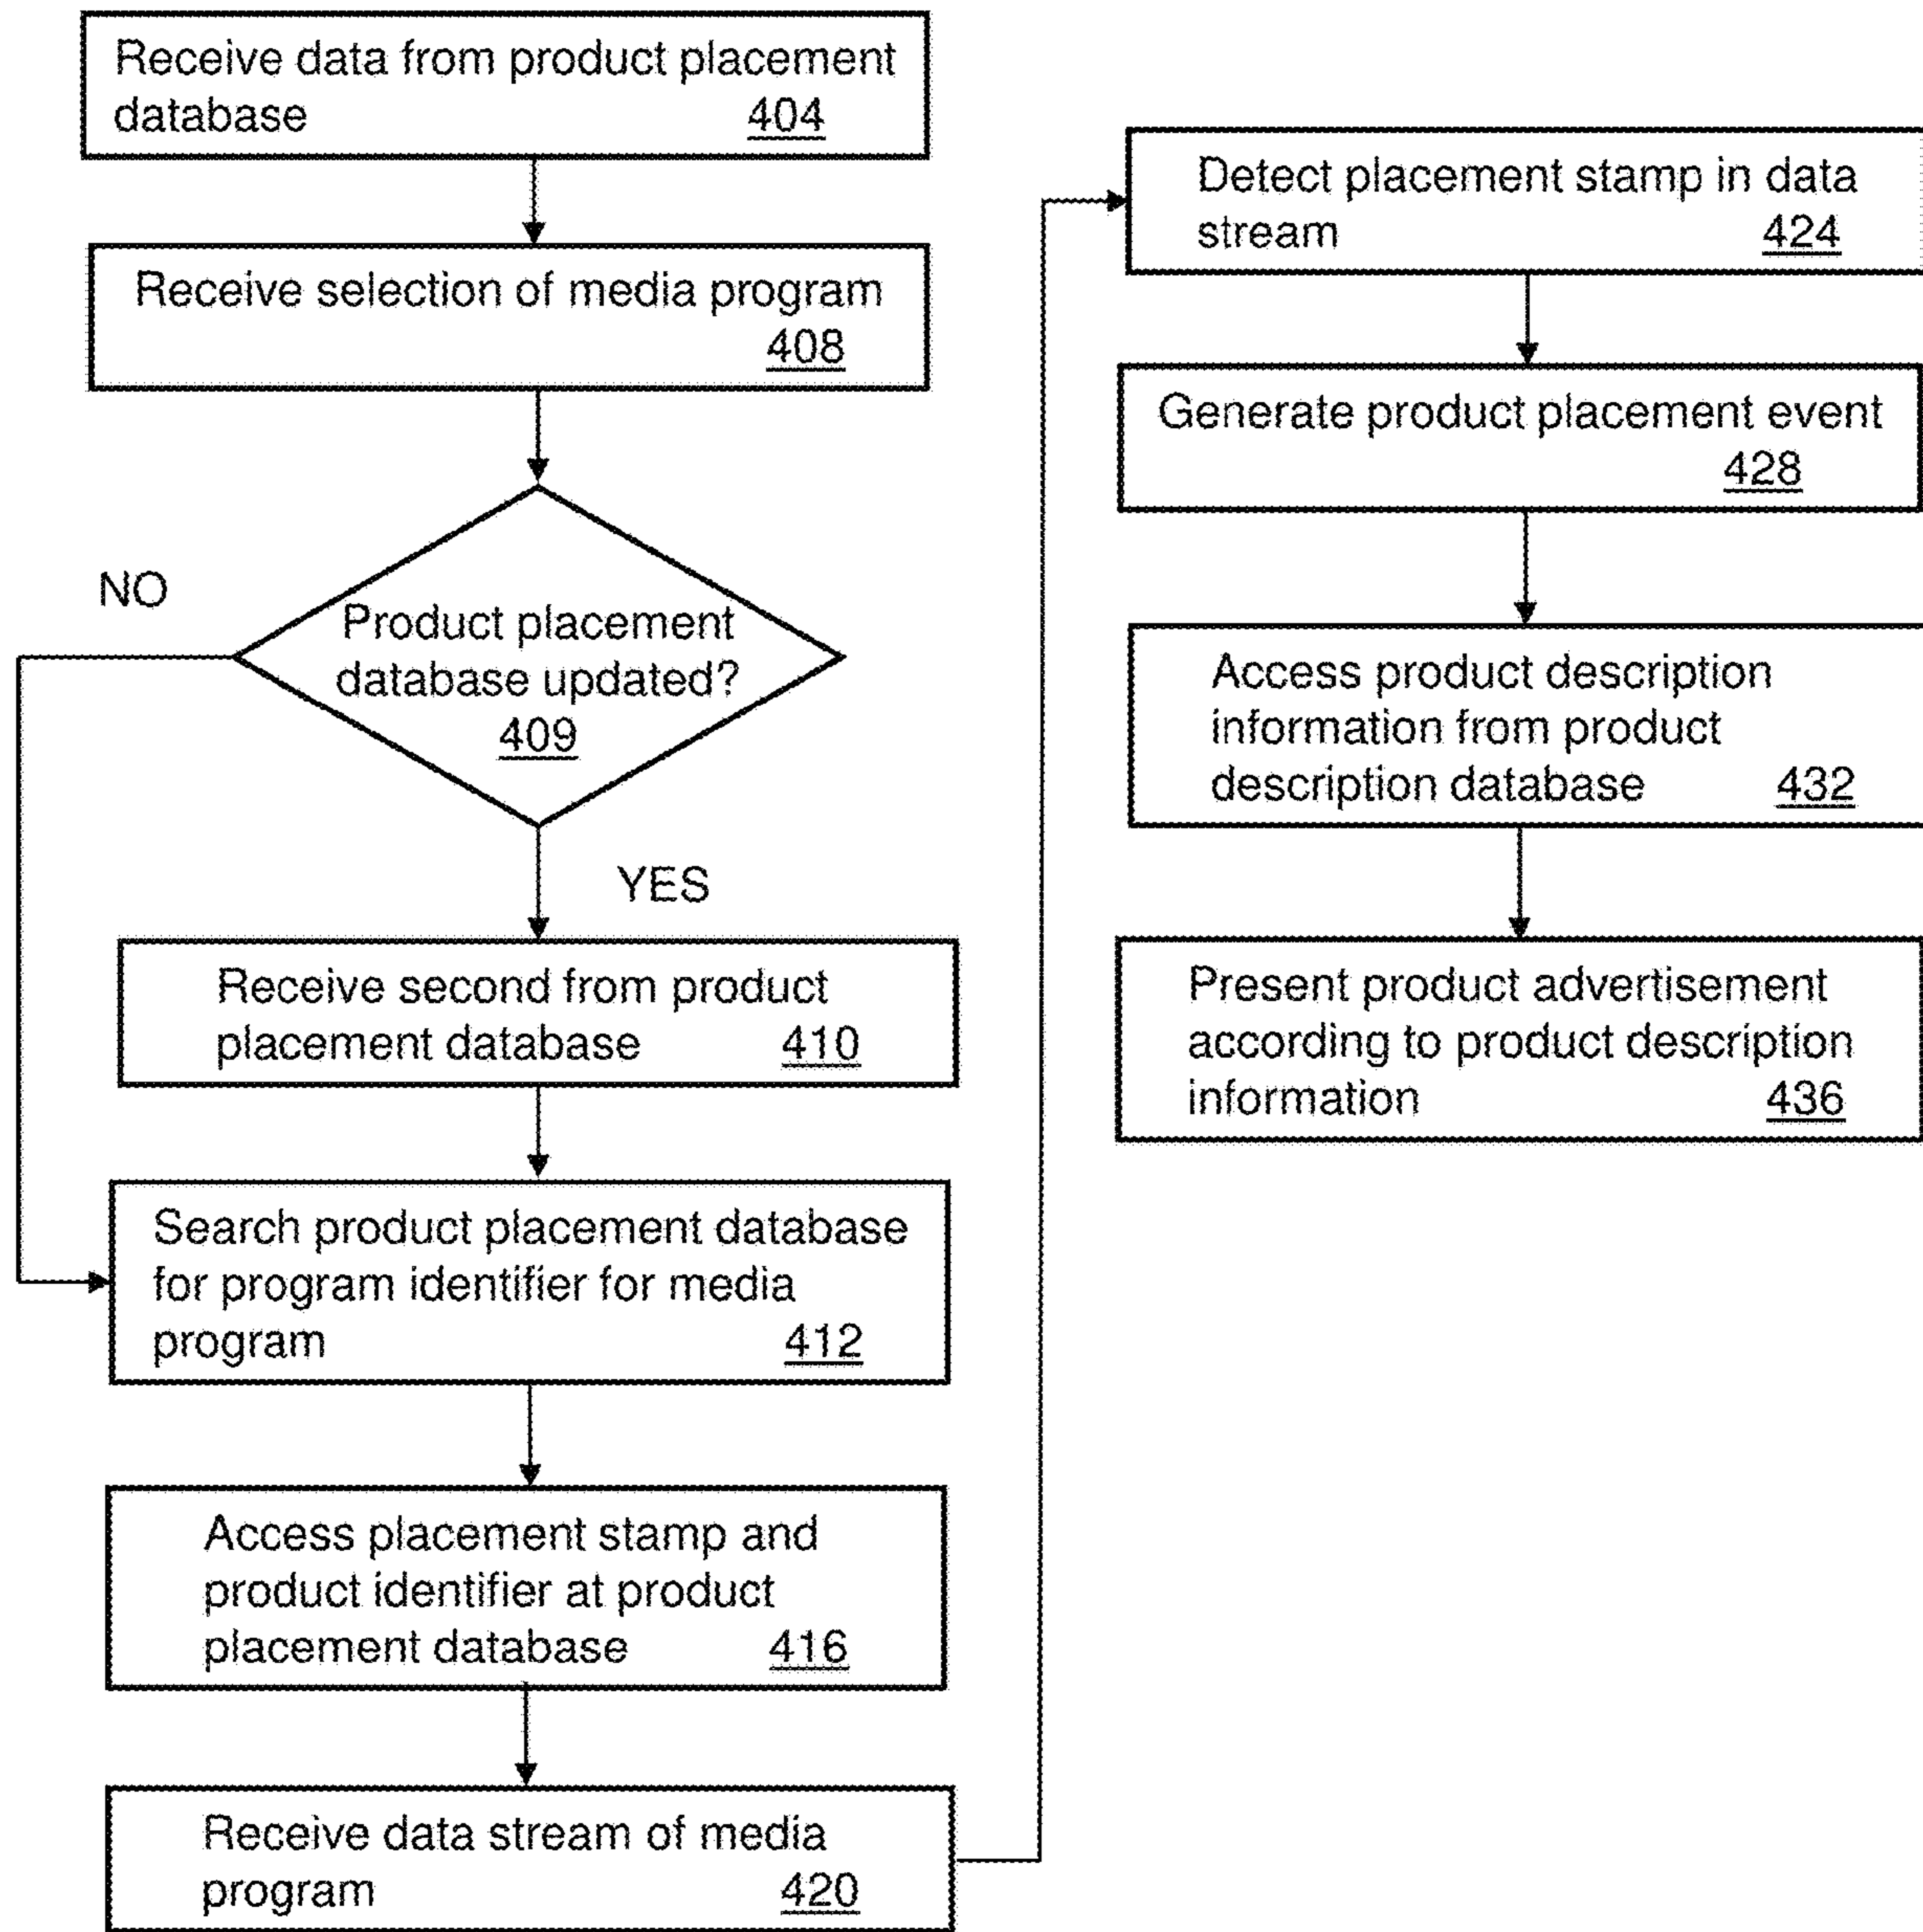 Receive data from product placement
database 404
Receive selection of media program
408
NO
Product placement
database updated?
409
YES
Receive second from product
placement database 410
Search product placement database
for program identifier for media
program 412
Access placement stamp and
product identifier at product
placement database 416
Receive data stream of media
program 420
Detect placement stamp in data
stream 424
Generate product placement event
428
Access product description
information from product
description database 432
Present product advertisement
according to product description
information 436